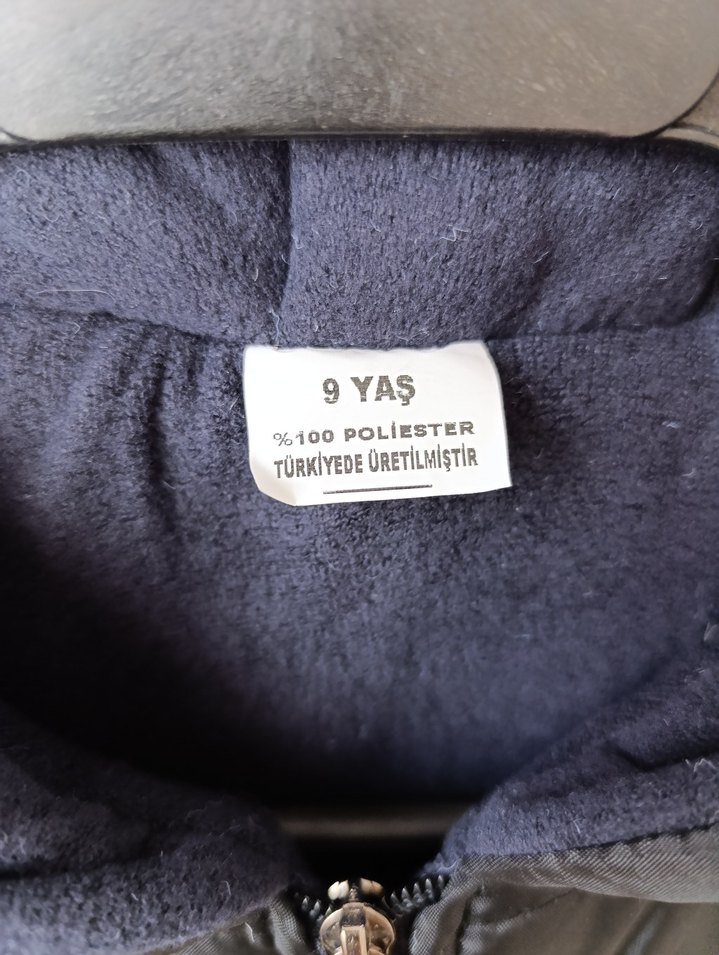 9 YAŞ
%100 POLİESTER
TÜRKİYEDE ÜRETİLMİŞTİR